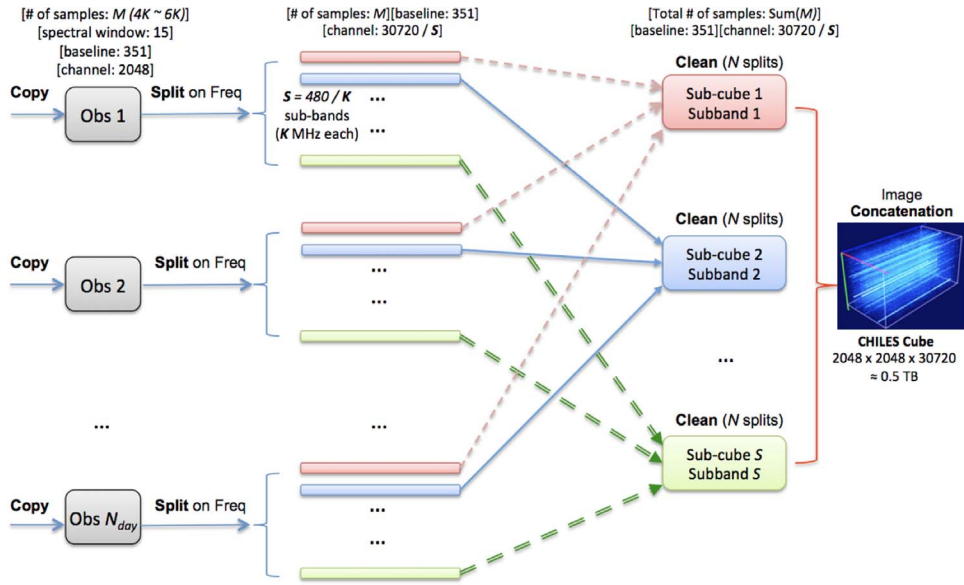 [# of samples: M (4K ~ 6K)]
[spectral window: 15]
[baseline: 351]
[channel: 2048]
[# of samples: M][baseline: 351]
[channel: 30720 / S]
[Total # of samples: Sum(M)]
[baseline: 351][channel: 30720 / S]
Copy
Obs 1
Split on Freq
S = 480 / K
sub-bands
(K MHz each)
...
...
Clean (N splits)
Sub-cube 1
Subband 1
Copy
Obs 2
Split on Freq
...
...
Clean (N splits)
Sub-cube 2
Subband 2
Image
Concatenation
CHILES Cube
2048 x 2048 x 30720
≈ 0.5 TB
...
...
...
Clean (N splits)
Sub-cube S
Subband S
Copy
Obs Nday
Split on Freq
...
...